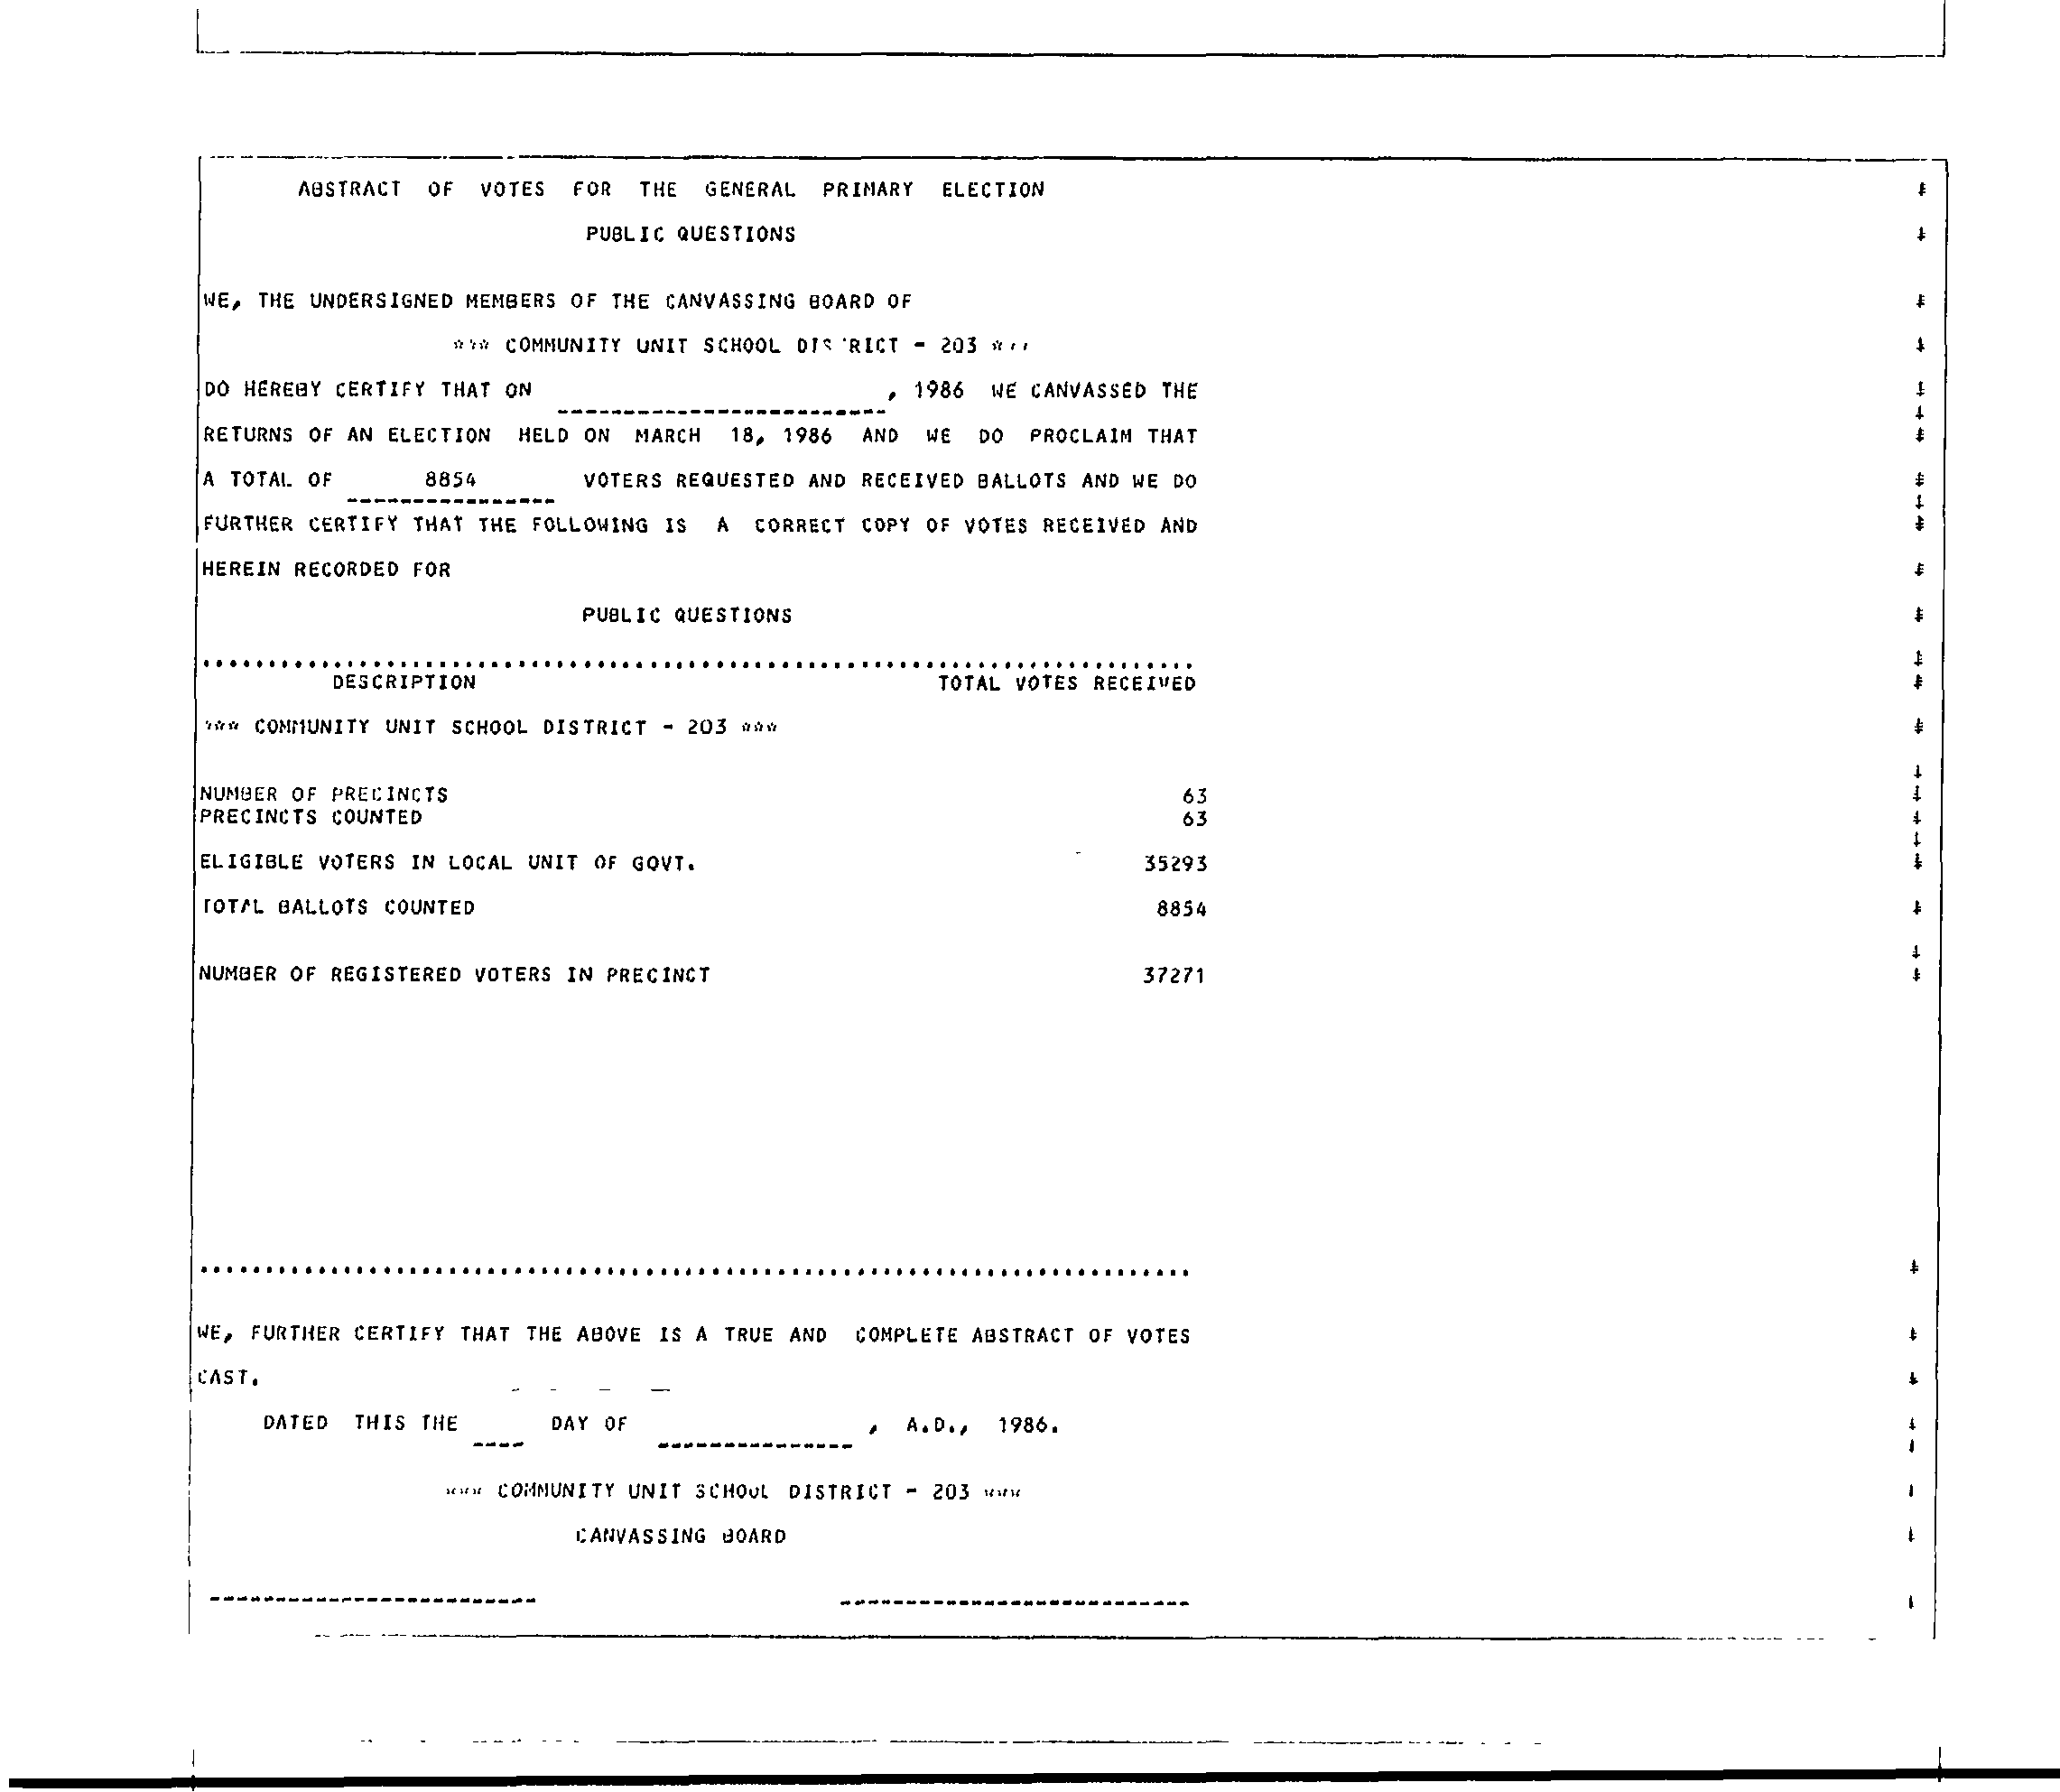 ABSTRACT OF VOTES FOR THE GENERAL PRIMARY ELECTION
PUBLIC QUESTIONS
WE, THE UNDERSIGNED MEMBERS OF THE CANVASSING BOARD OF
*** COMMUNITY UNIT SCHOOL DISTRICT - 203 ***
DO HEREBY CERTIFY THAT ON , 1986 WE CANVASSED THE
RETURNS OF AN ELECTION HELD ON MARCH 18, 1986 AND WE DO PROCLAIM THAT
A TOTAL OF 8854 VOTERS REQUESTED AND RECEIVED BALLOTS AND WE DO
FURTHER CERTIFY THAT THE FOLLOWING IS A CORRECT COPY OF VOTES RECEIVED AND
HEREIN RECORDED FOR
PUBLIC QUESTIONS
DESCRIPTION TOTAL VOTES RECEIVED
*** COMMUNITY UNIT SCHOOL DISTRICT - 203 ***
NUMBER OF PRECINCTS 63
PRECINCTS COUNTED 63
ELIGIBLE VOTERS IN LOCAL UNIT OF GOVT. 35293
TOTAL BALLOTS COUNTED 8854
NUMBER OF REGISTERED VOTERS IN PRECINCT 37271
WE, FURTHER CERTIFY THAT THE ABOVE IS A TRUE AND COMPLETE ABSTRACT OF VOTES
CAST.
DATED THIS THE ---- DAY OF , A.D., 1986.
*** COMMUNITY UNIT SCHOOL DISTRICT - 203 ***
CANVASSING BOARD